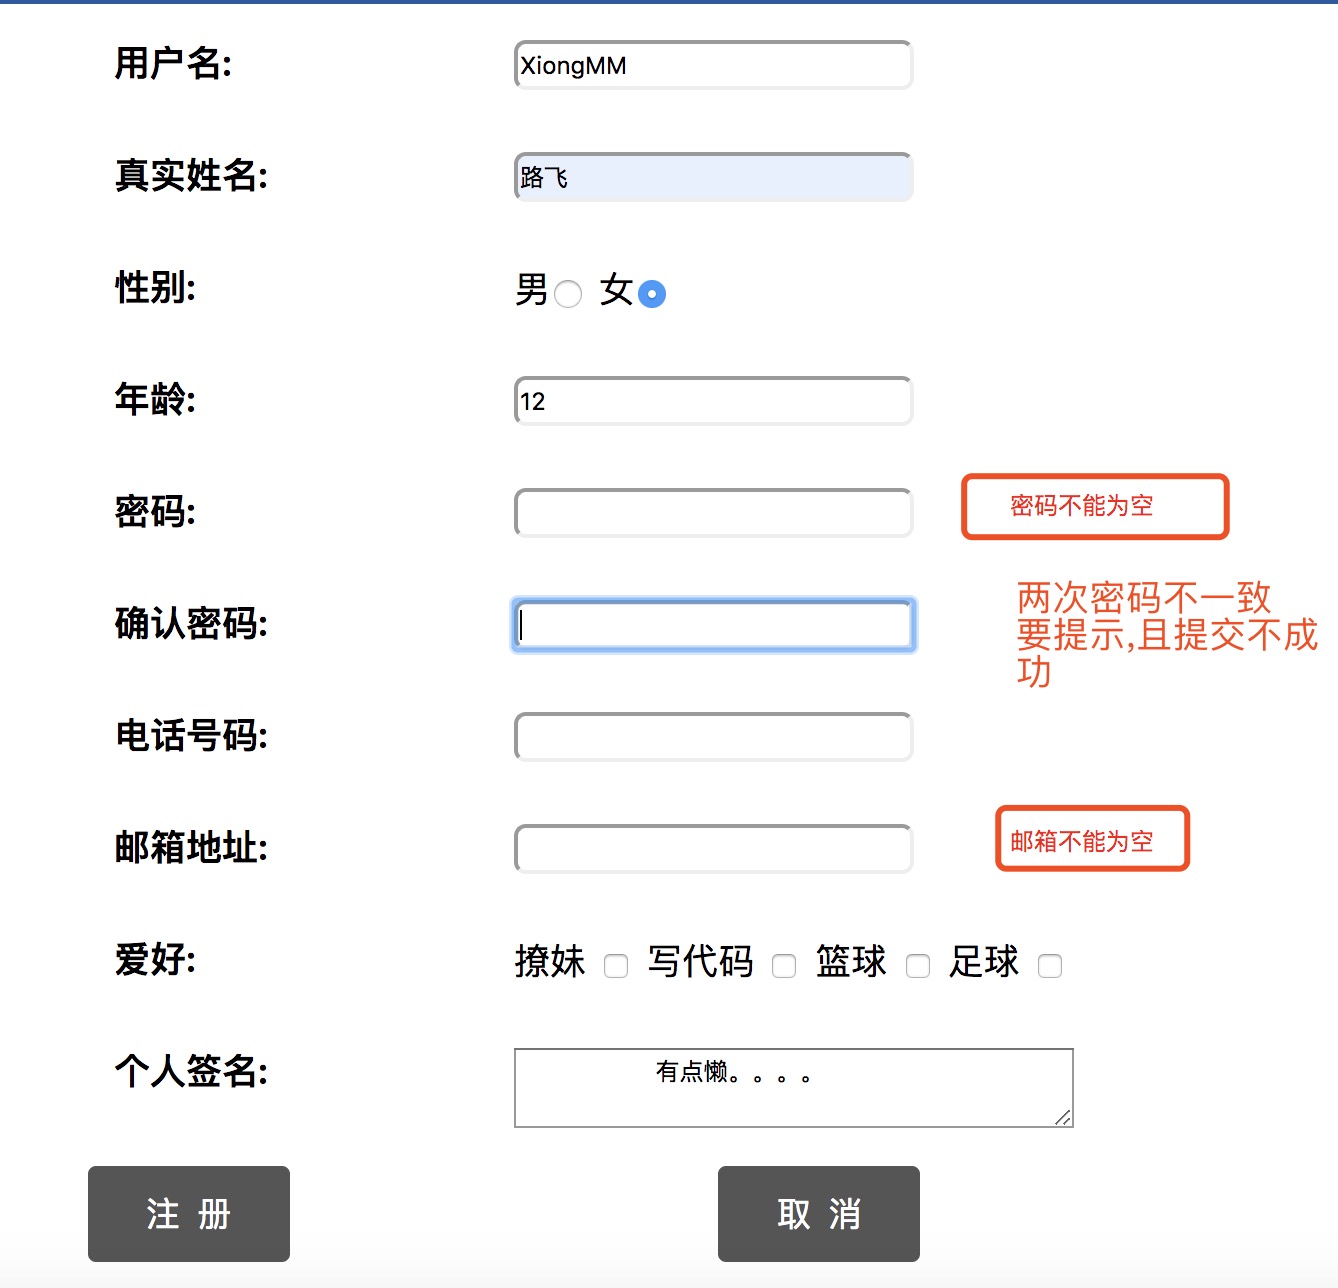 用户名:
XiongMM
真实姓名:
路飞
性别:
男 女
年龄:
12
密码:
密码不能为空
确认密码:
两次密码不一致
要提示,且提交不成
功
电话号码:
邮箱地址:
邮箱不能为空
爱好:
撩妹 写代码 篮球 足球
个人签名:
有点懒。。。。
注 册
取 消